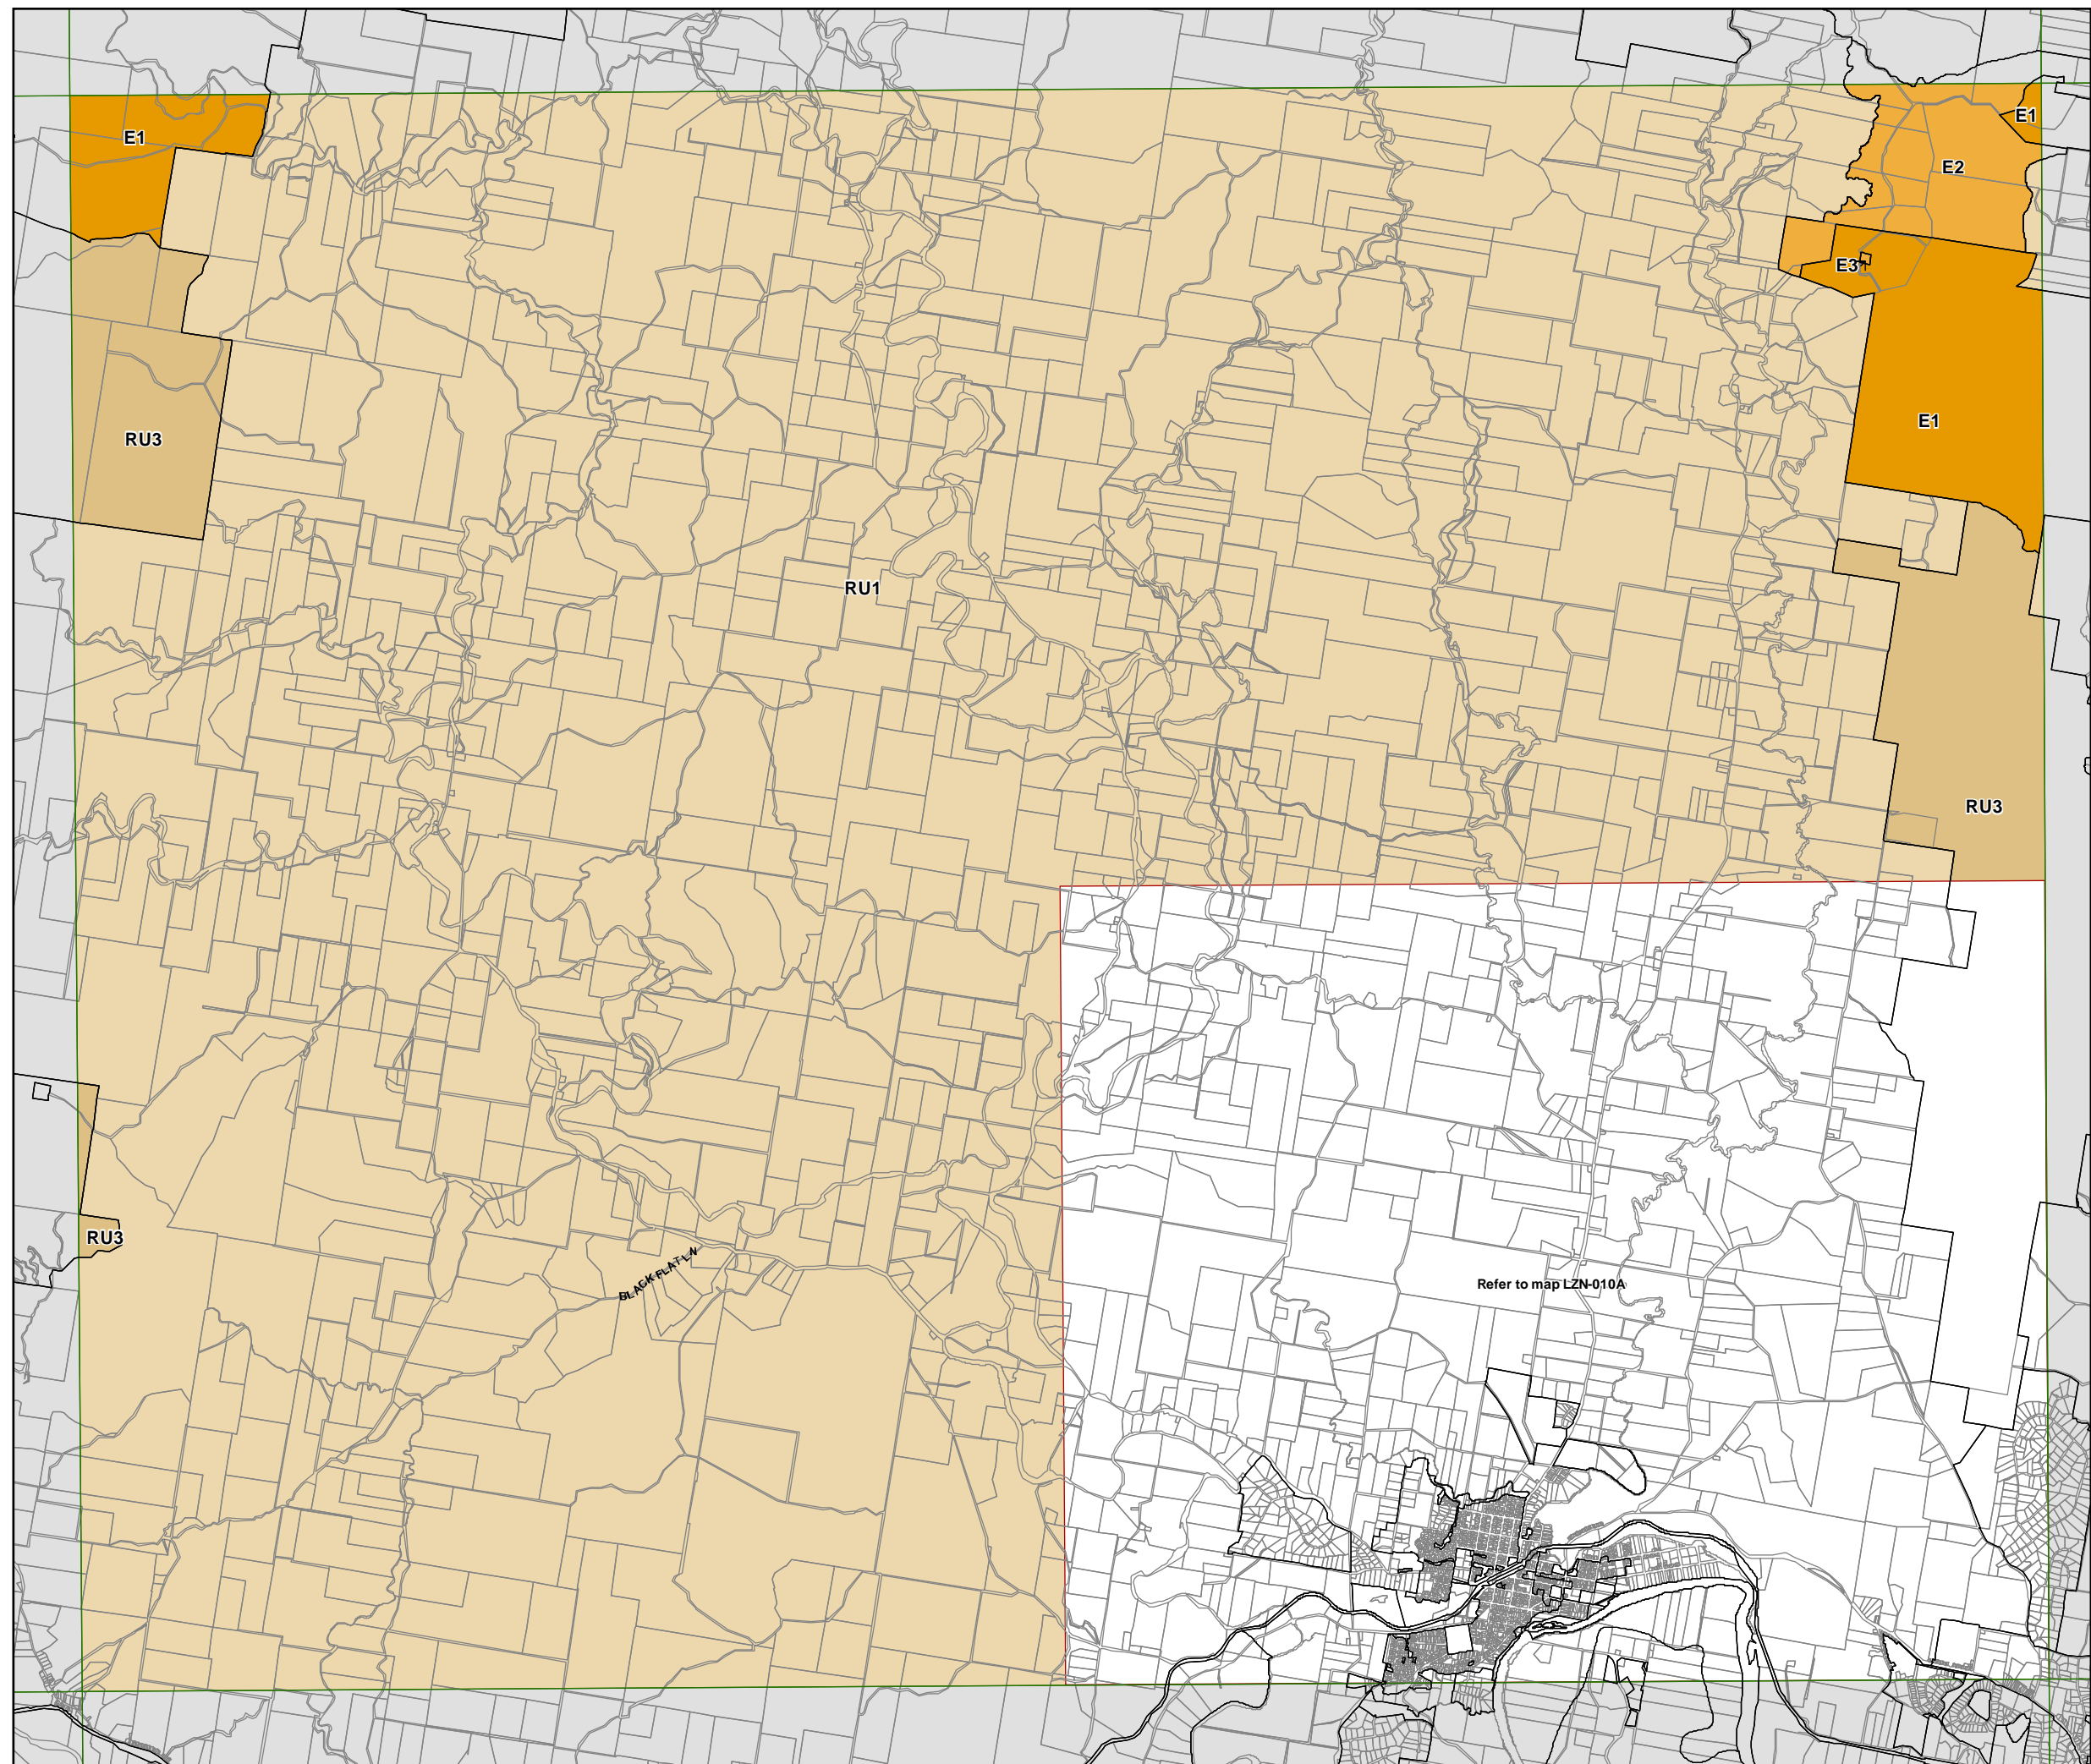 E1
E1
E2
E3
E1
RU3
RU1
RU3
RU3
BLACK FLAT LN
Refer to map LZN-010A